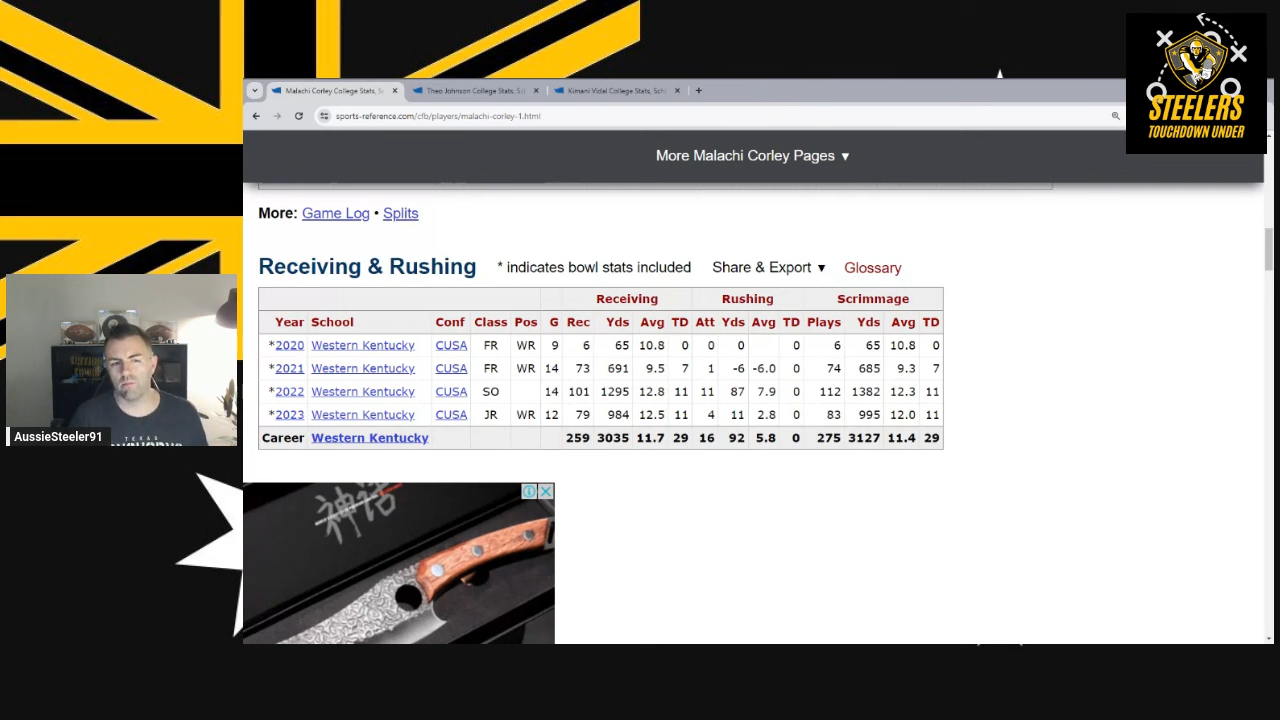 Malachi Corley College Stats, S
Theo Johnson College Stats, Sc
Kimani Vidal College Stats, Sch
sports-reference.com/cfb/players/malachi-corley-1.html
STEELERS
TOUCHDOWN UNDER
More Malachi Corley Pages ▼
More: Game Log • Splits
Receiving & Rushing * indicates bowl stats included Share & Export ▼ Glossary
Receiving Rushing Scrimmage
Year School Conf Class Pos G Rec Yds Avg TD Att Yds Avg TD Plays Yds Avg TD
*2020 Western Kentucky CUSA FR WR 9 6 65 10.8 0 0 0 0 6 65 10.8 0
*2021 Western Kentucky CUSA FR WR 14 73 691 9.5 7 1 -6 -6.0 0 74 685 9.3 7
*2022 Western Kentucky CUSA SO 14 101 1295 12.8 11 11 87 7.9 0 112 1382 12.3 11
*2023 Western Kentucky CUSA JR WR 12 79 984 12.5 11 4 11 2.8 0 83 995 12.0 11
Career Western Kentucky 259 3035 11.7 29 16 92 5.8 0 275 3127 11.4 29
TEXAS
AussieSteeler91
神话